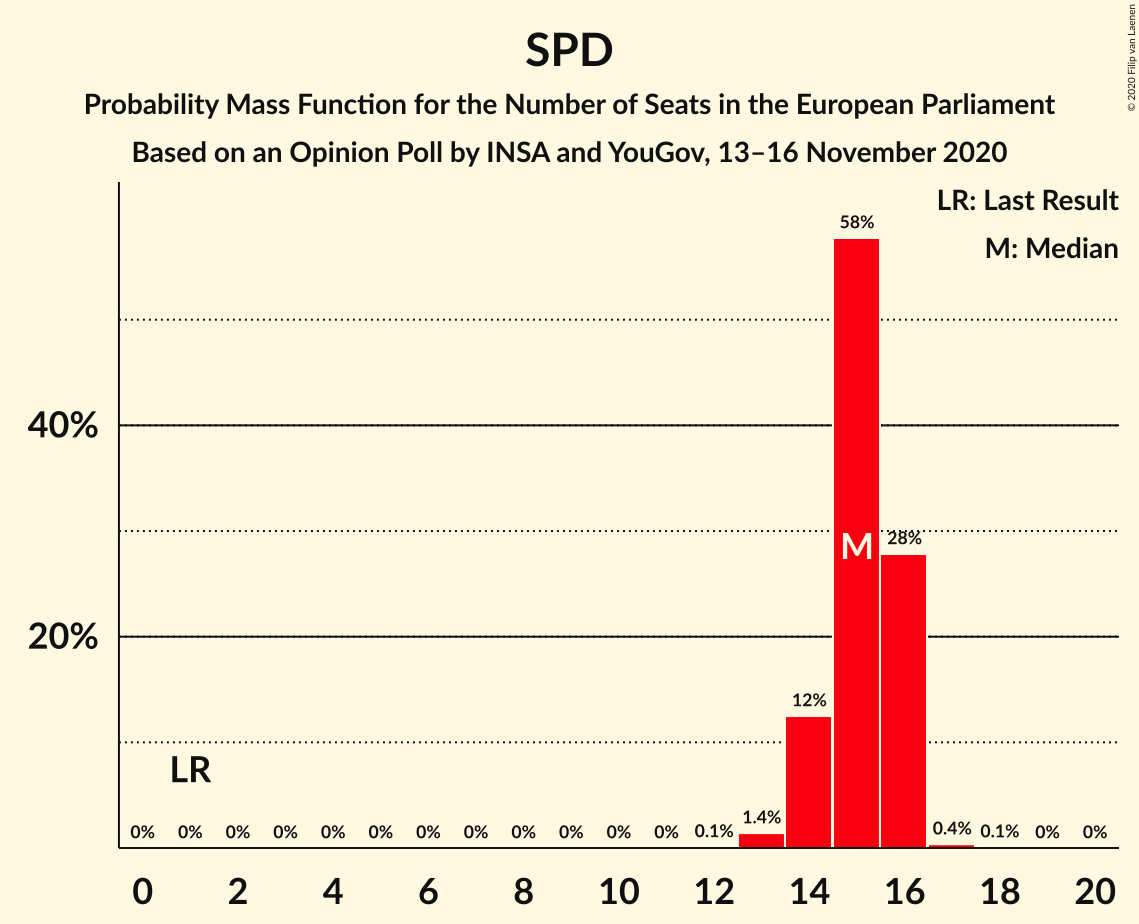 SPD
Probability Mass Function for the Number of Seats in the European Parliament
Based on an Opinion Poll by INSA and YouGov, 13–16 November 2020
© 2020 Filip van Laenen
LR: Last Result
M: Median
58%
40%
M
28%
20%
12%
LR
0% 0% 0% 0% 0% 0% 0% 0% 0% 0% 0% 0% 0.1% 1.4% 0.4% 0.1% 0% 0%
0 2 4 6 8 10 12 14 16 18 20